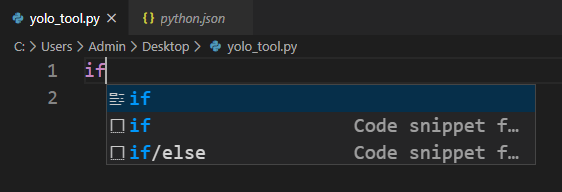 yolo_tool.py × {} python.json
C: > Users > Admin > Desktop > yolo_tool.py
1 if
2
if
if Code snippet f…
if/else Code snippet f…